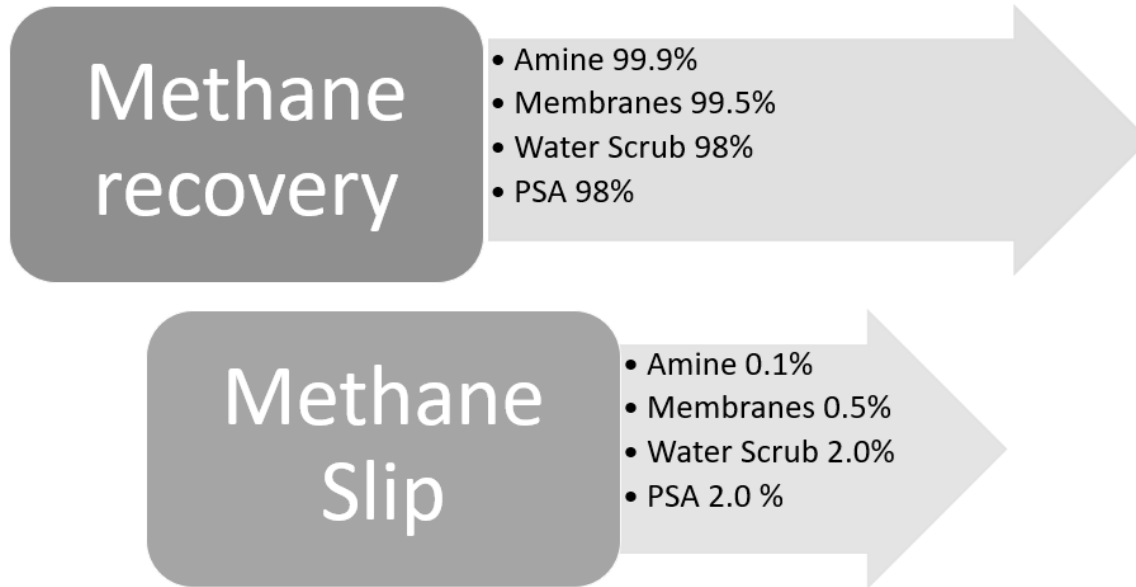 Methane
recovery
• Amine 99.9%
• Membranes 99.5%
• Water Scrub 98%
• PSA 98%
Methane
Slip
• Amine 0.1%
• Membranes 0.5%
• Water Scrub 2.0%
• PSA 2.0 %